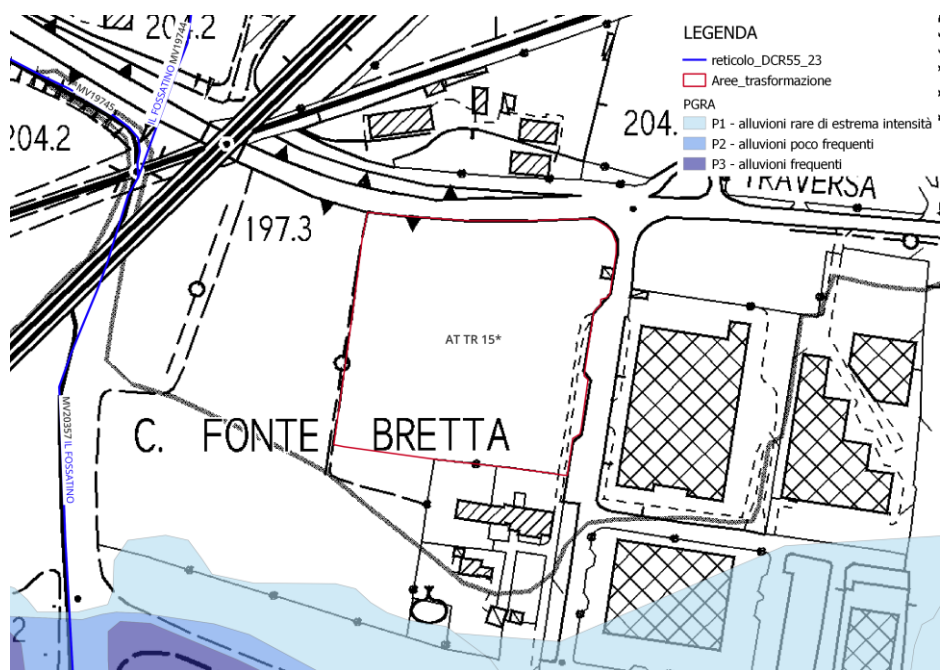 204.2
LEGENDA
reticolo_DCR55_23
Aree_trasformazione
PGRA
P1 - alluvioni rare di estrema intensità
P2 - alluvioni poco frequenti
P3 - alluvioni frequenti
IL FOSSATINO MV19744
MV19745
204.2
204.
TRAVERSA
197.3
AT TR 15*
C. FONTE BRETTA
MV20357 IL FOSSATINO
2